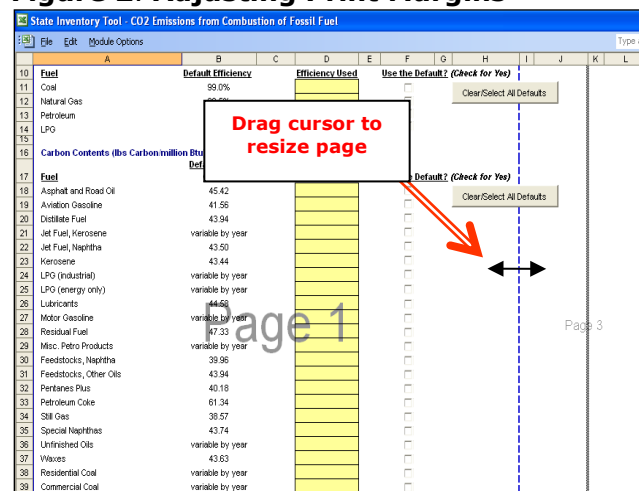 State Inventory Tool - CO2 Emissions from Combustion of Fossil Fuel
File Edit Module Options Type
A B C D E F G H I J K L
10 Fuel Default Efficiency Efficiency Used Use the Default? (Check for Yes)
11 Coal 99.0%
Clear/Select All Defaults
12 Natural Gas
13 Petroleum
14 LPG
15
Drag cursor to
resize page
16 Carbon Contents (lbs Carbon/million Btu
17 Fuel Default? (Check for Yes)
18 Asphalt and Road Oil 45.42
Clear/Select All Defaults
19 Aviation Gasoline 41.56
20 Distillate Fuel 43.94
21 Jet Fuel, Kerosene variable by year
22 Jet Fuel, Naphtha 43.50
23 Kerosene 43.44
24 LPG (industrial) variable by year
25 LPG (energy only) variable by year
26 Lubricants 44.58
27 Motor Gasoline variable by year
Page 1
Page 3
28 Residual Fuel 47.33
29 Misc. Petro Products variable by year
30 Feedstocks, Naphtha 39.96
31 Feedstocks, Other Oils 43.94
32 Pentanes Plus 40.18
33 Petroleum Coke 61.34
34 Still Gas 38.57
35 Special Naphthas 43.74
36 Unfinished Oils variable by year
37 Waxes 43.63
38 Residential Coal variable by year
39 Commercial Coal variable by year